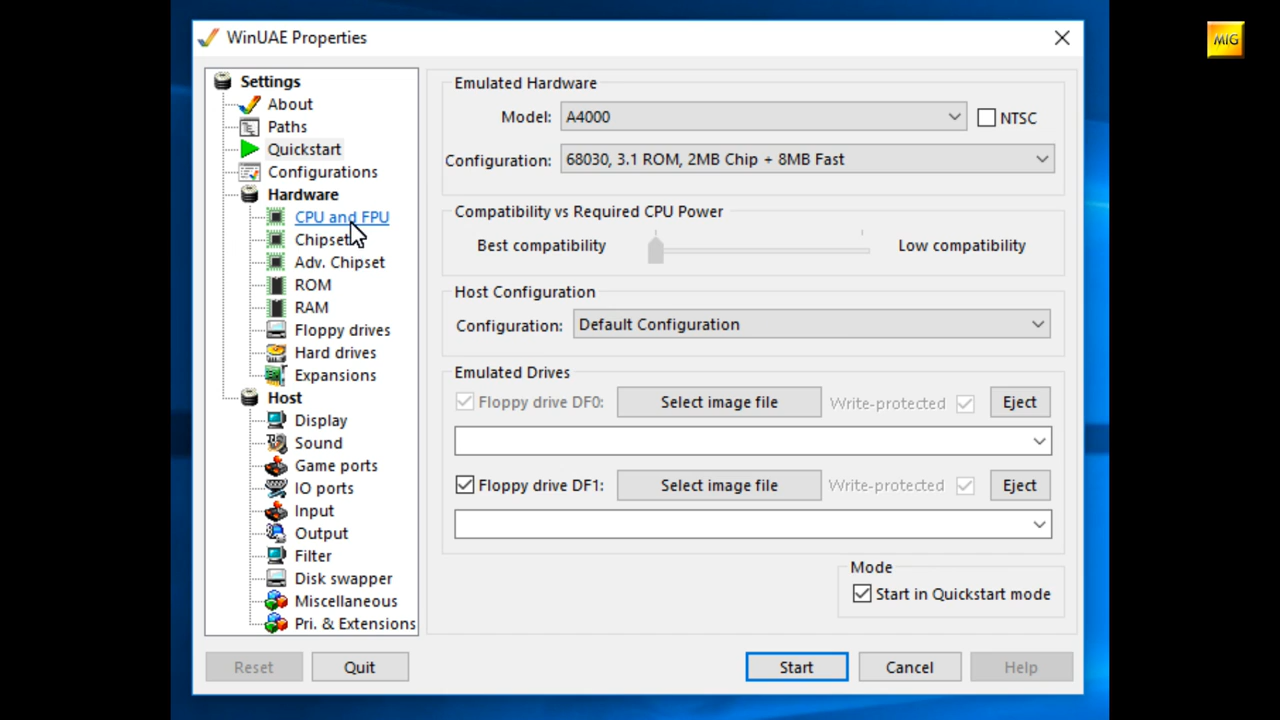 WinUAE Properties
MiG
Settings
About
Paths
Quickstart
Configurations
Hardware
CPU and FPU
Chipset
Adv. Chipset
ROM
RAM
Floppy drives
Hard drives
Expansions
Host
Display
Sound
Game ports
IO ports
Input
Output
Filter
Disk swapper
Miscellaneous
Pri. & Extensions
Emulated Hardware
Model: A4000 NTSC
Configuration: 68030, 3.1 ROM, 2MB Chip + 8MB Fast
Compatibility vs Required CPU Power
Best compatibility Low compatibility
Host Configuration
Configuration: Default Configuration
Emulated Drives
Floppy drive DF0: Select image file Write-protected Eject
Floppy drive DF1: Select image file Write-protected Eject
Mode
Start in Quickstart mode
Reset Quit Start Cancel Help